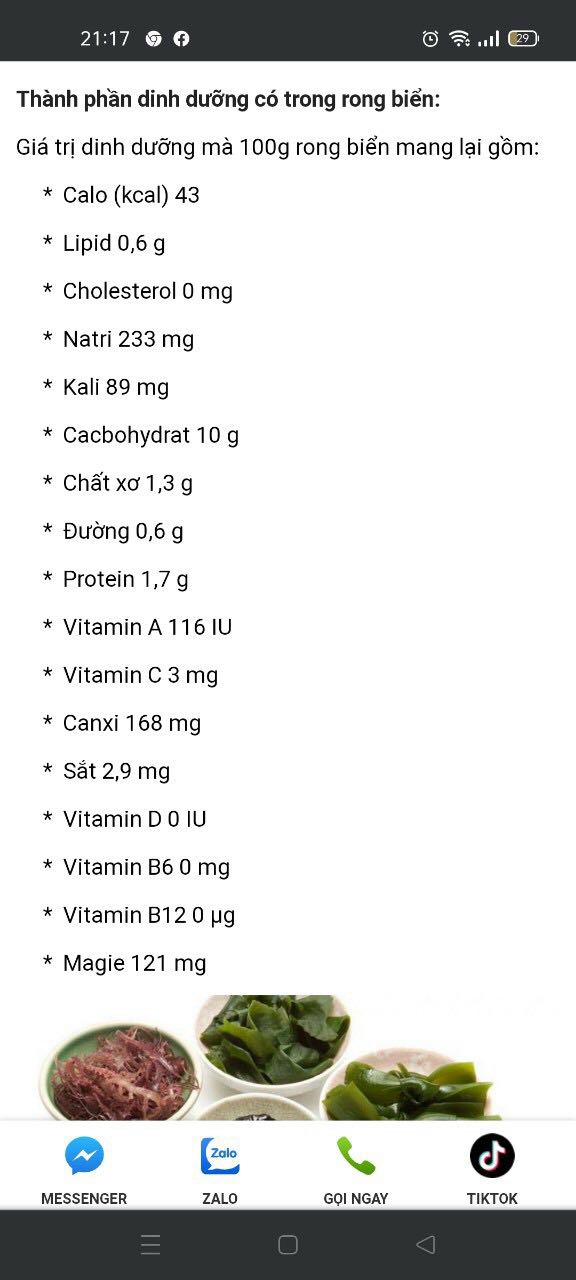 21:17
29
Thành phần dinh dưỡng có trong rong biển:
Giá trị dinh dưỡng mà 100g rong biển mang lại gồm:
* Calo (kcal) 43
* Lipid 0,6 g
* Cholesterol 0 mg
* Natri 233 mg
* Kali 89 mg
* Cacbohydrat 10 g
* Chất xơ 1,3 g
* Đường 0,6 g
* Protein 1,7 g
* Vitamin A 116 IU
* Vitamin C 3 mg
* Canxi 168 mg
* Sắt 2,9 mg
* Vitamin D 0 IU
* Vitamin B6 0 mg
* Vitamin B12 0 µg
* Magie 121 mg
Zalo
MESSENGER
ZALO
GỌI NGAY
TIKTOK